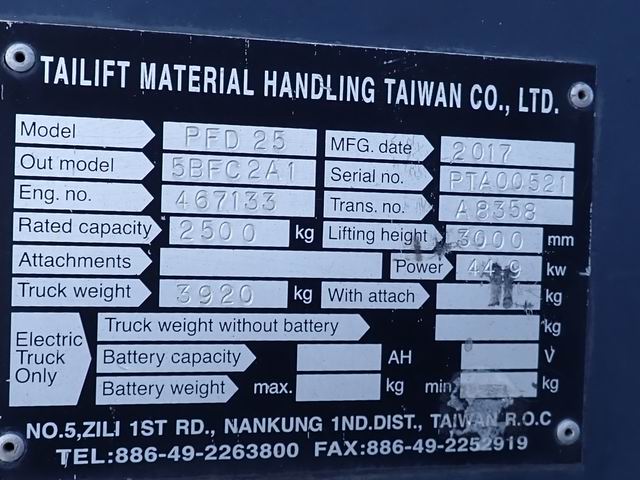 TAILIFT MATERIAL HANDLING TAIWAN CO., LTD.
Model PFD 25 MFG. date 2017
Out model 5BFC2A1 Serial no. PTA00521
Eng. no. 467133 Trans. no. A8358
Rated capacity 2500 kg Lifting height 3000 mm
Attachments Power 44.9 kw
Truck weight 3920 kg With attach kg
Electric Truck Only
Truck weight without battery kg
Battery capacity AH V
Battery weight max. kg min. kg
NO.5,ZILI 1ST RD., NANKUNG 1ND.DIST., TAIWAN R.O.C
TEL:886-49-2263800 FAX:886-49-2252919